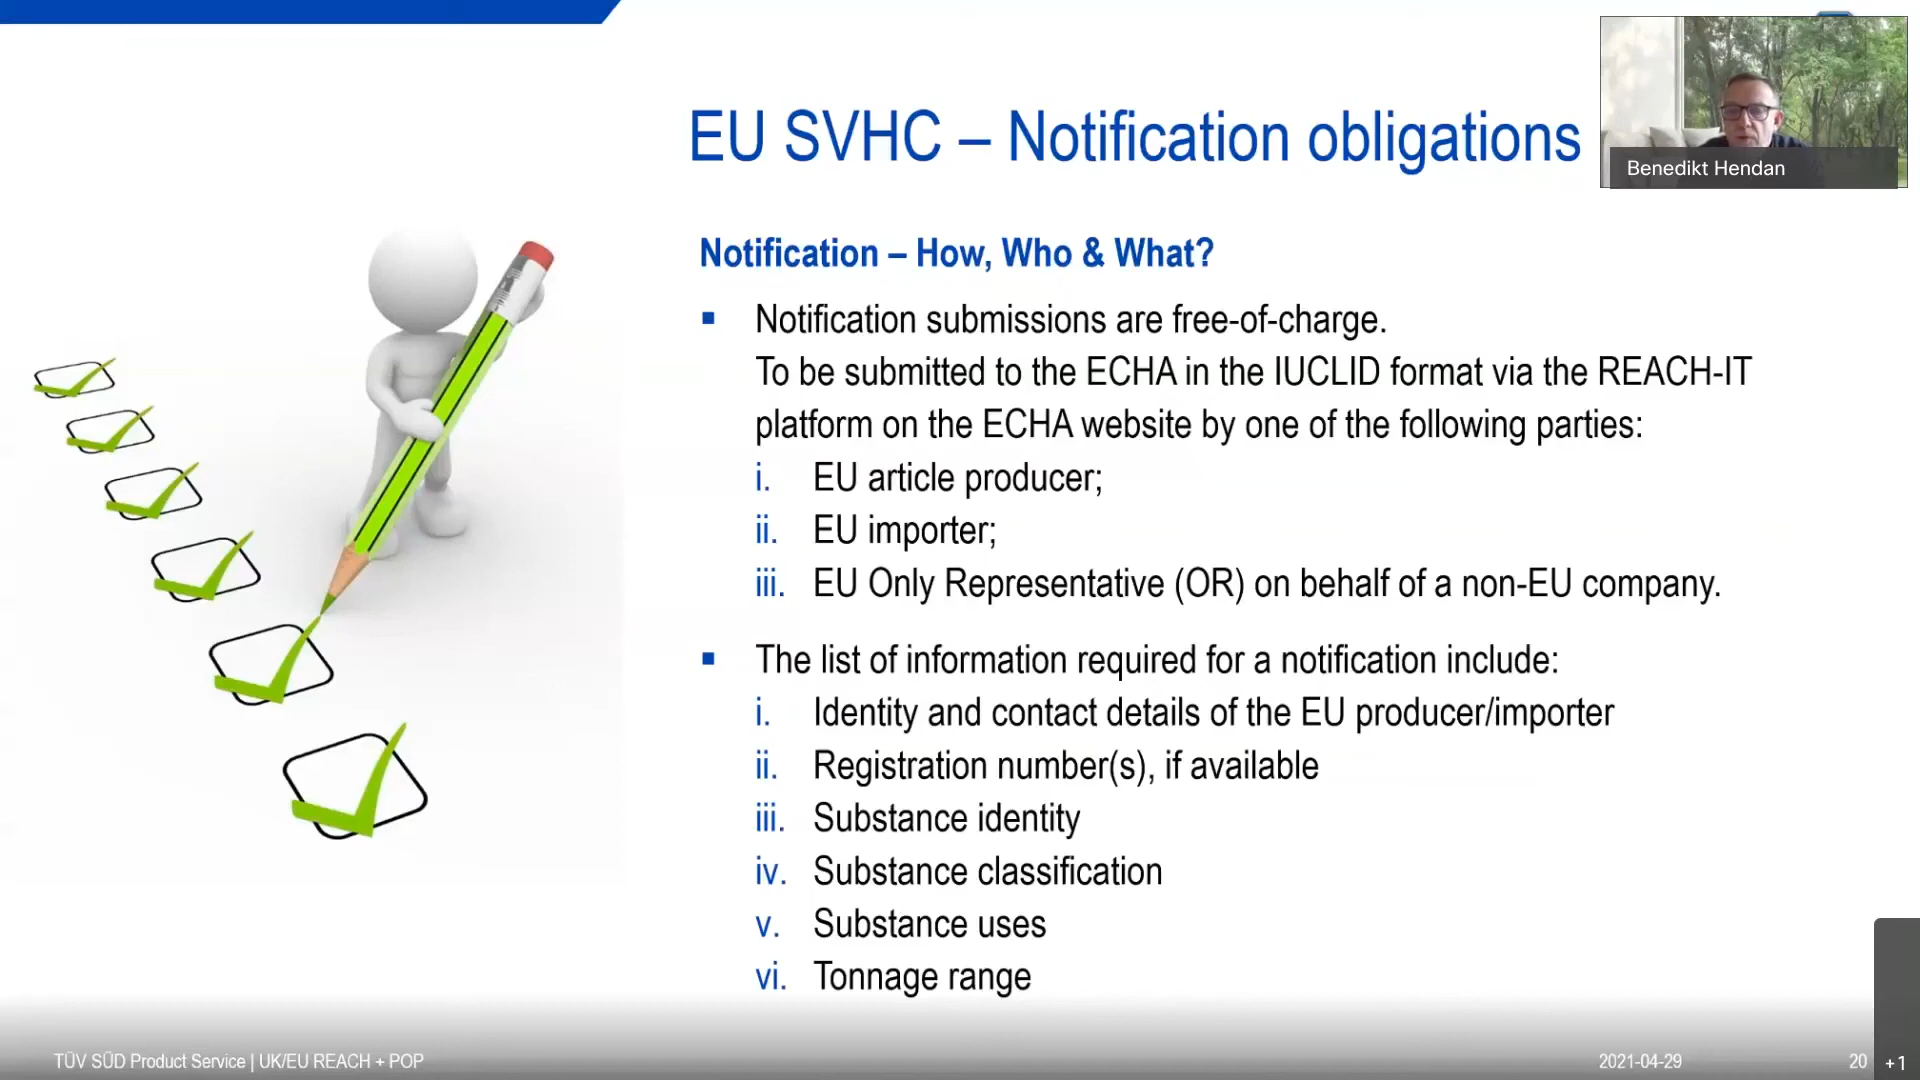 EU SVHC – Notification obligations
Benedikt Hendan
Notification – How, Who & What?
▪ Notification submissions are free-of-charge.
To be submitted to the ECHA in the IUCLID format via the REACH-IT
platform on the ECHA website by one of the following parties:
i. EU article producer;
ii. EU importer;
iii. EU Only Representative (OR) on behalf of a non-EU company.
▪ The list of information required for a notification include:
i. Identity and contact details of the EU producer/importer
ii. Registration number(s), if available
iii. Substance identity
iv. Substance classification
v. Substance uses
vi. Tonnage range
TÜV SÜD Product Service | UK/EU REACH + POP
2021-04-29
20
+1